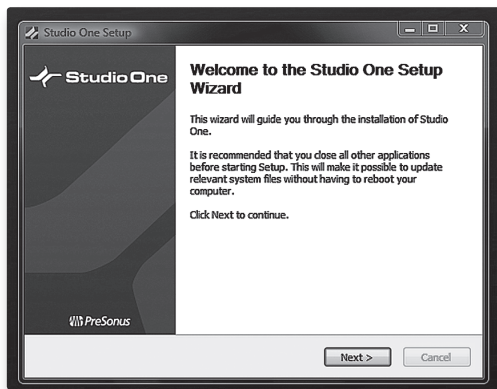 Studio One Setup
Studio One
Welcome to the Studio One Setup
Wizard
This wizard will guide you through the installation of Studio
One.
It is recommended that you close all other applications
before starting Setup. This will make it possible to update
relevant system files without having to reboot your
computer.
Click Next to continue.
PreSonus
Next >
Cancel